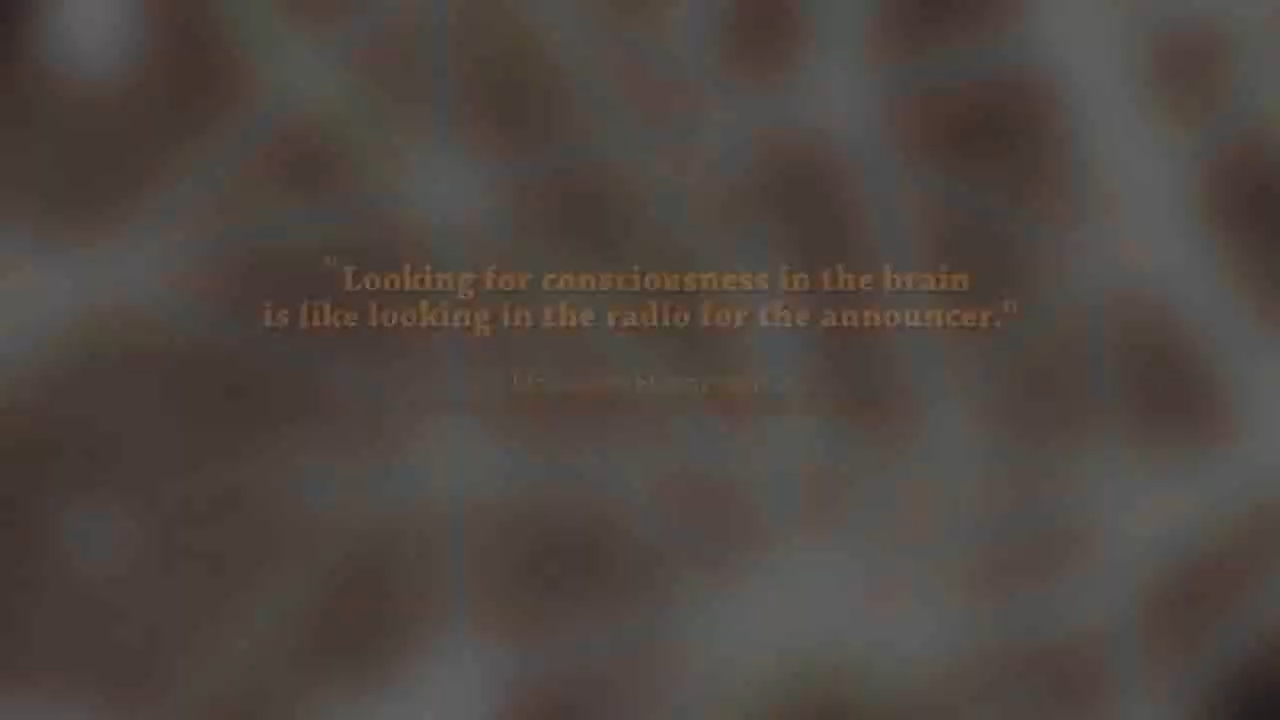 "Looking for consciousness in the brain
is like looking in the radio for the announcer."